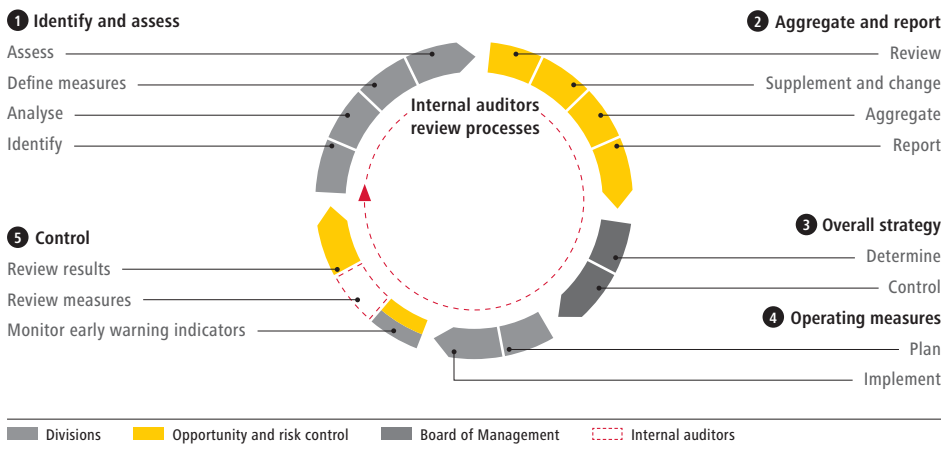 1 Identify and assess
Assess
Define measures
Analyse
Identify
2 Aggregate and report
Review
Supplement and change
Aggregate
Report
Internal auditors
review processes
3 Overall strategy
Determine
Control
4 Operating measures
Plan
Implement
5 Control
Review results
Review measures
Monitor early warning indicators
Divisions
Opportunity and risk control
Board of Management
Internal auditors